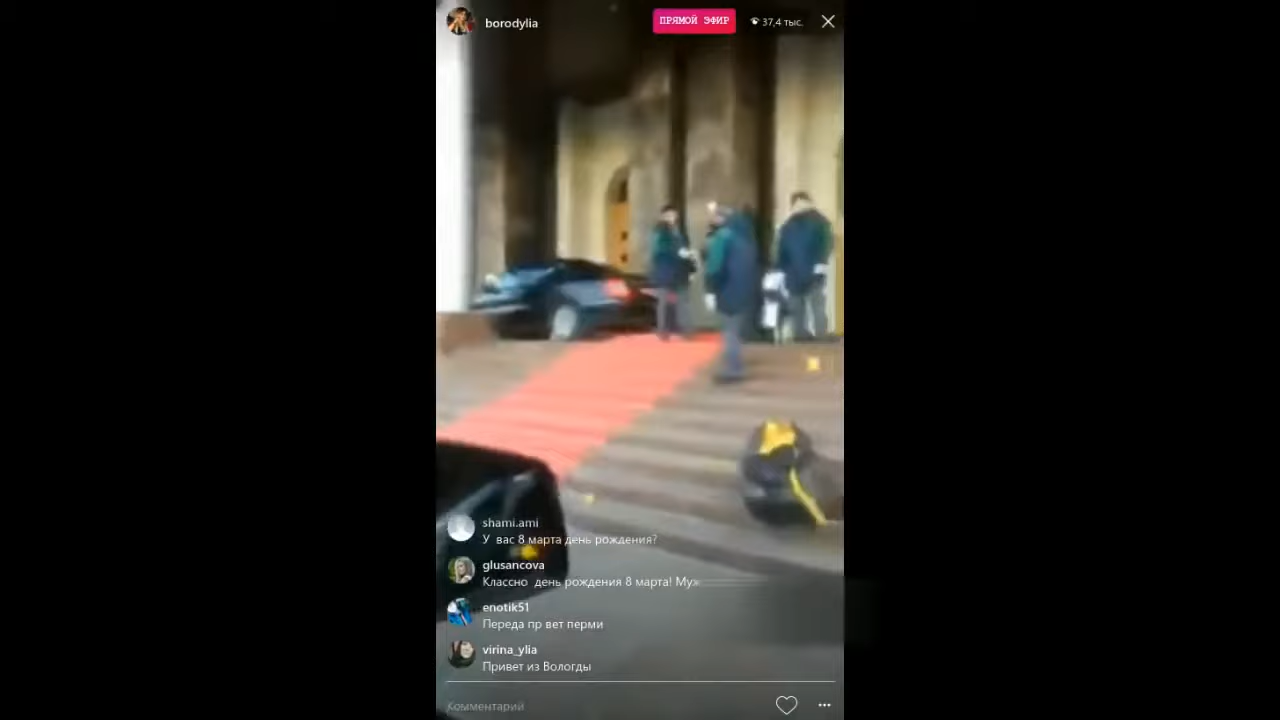 borodylia
ПРЯМОЙ ЭФИР
37,4 тыс.
shami.ami
У вас 8 марта день рождения?
glusancova
Классно день рождения 8 марта! Муж
enotik51
Переда пр вет перми
virina_ylia
Привет из Вологды
Комментарий